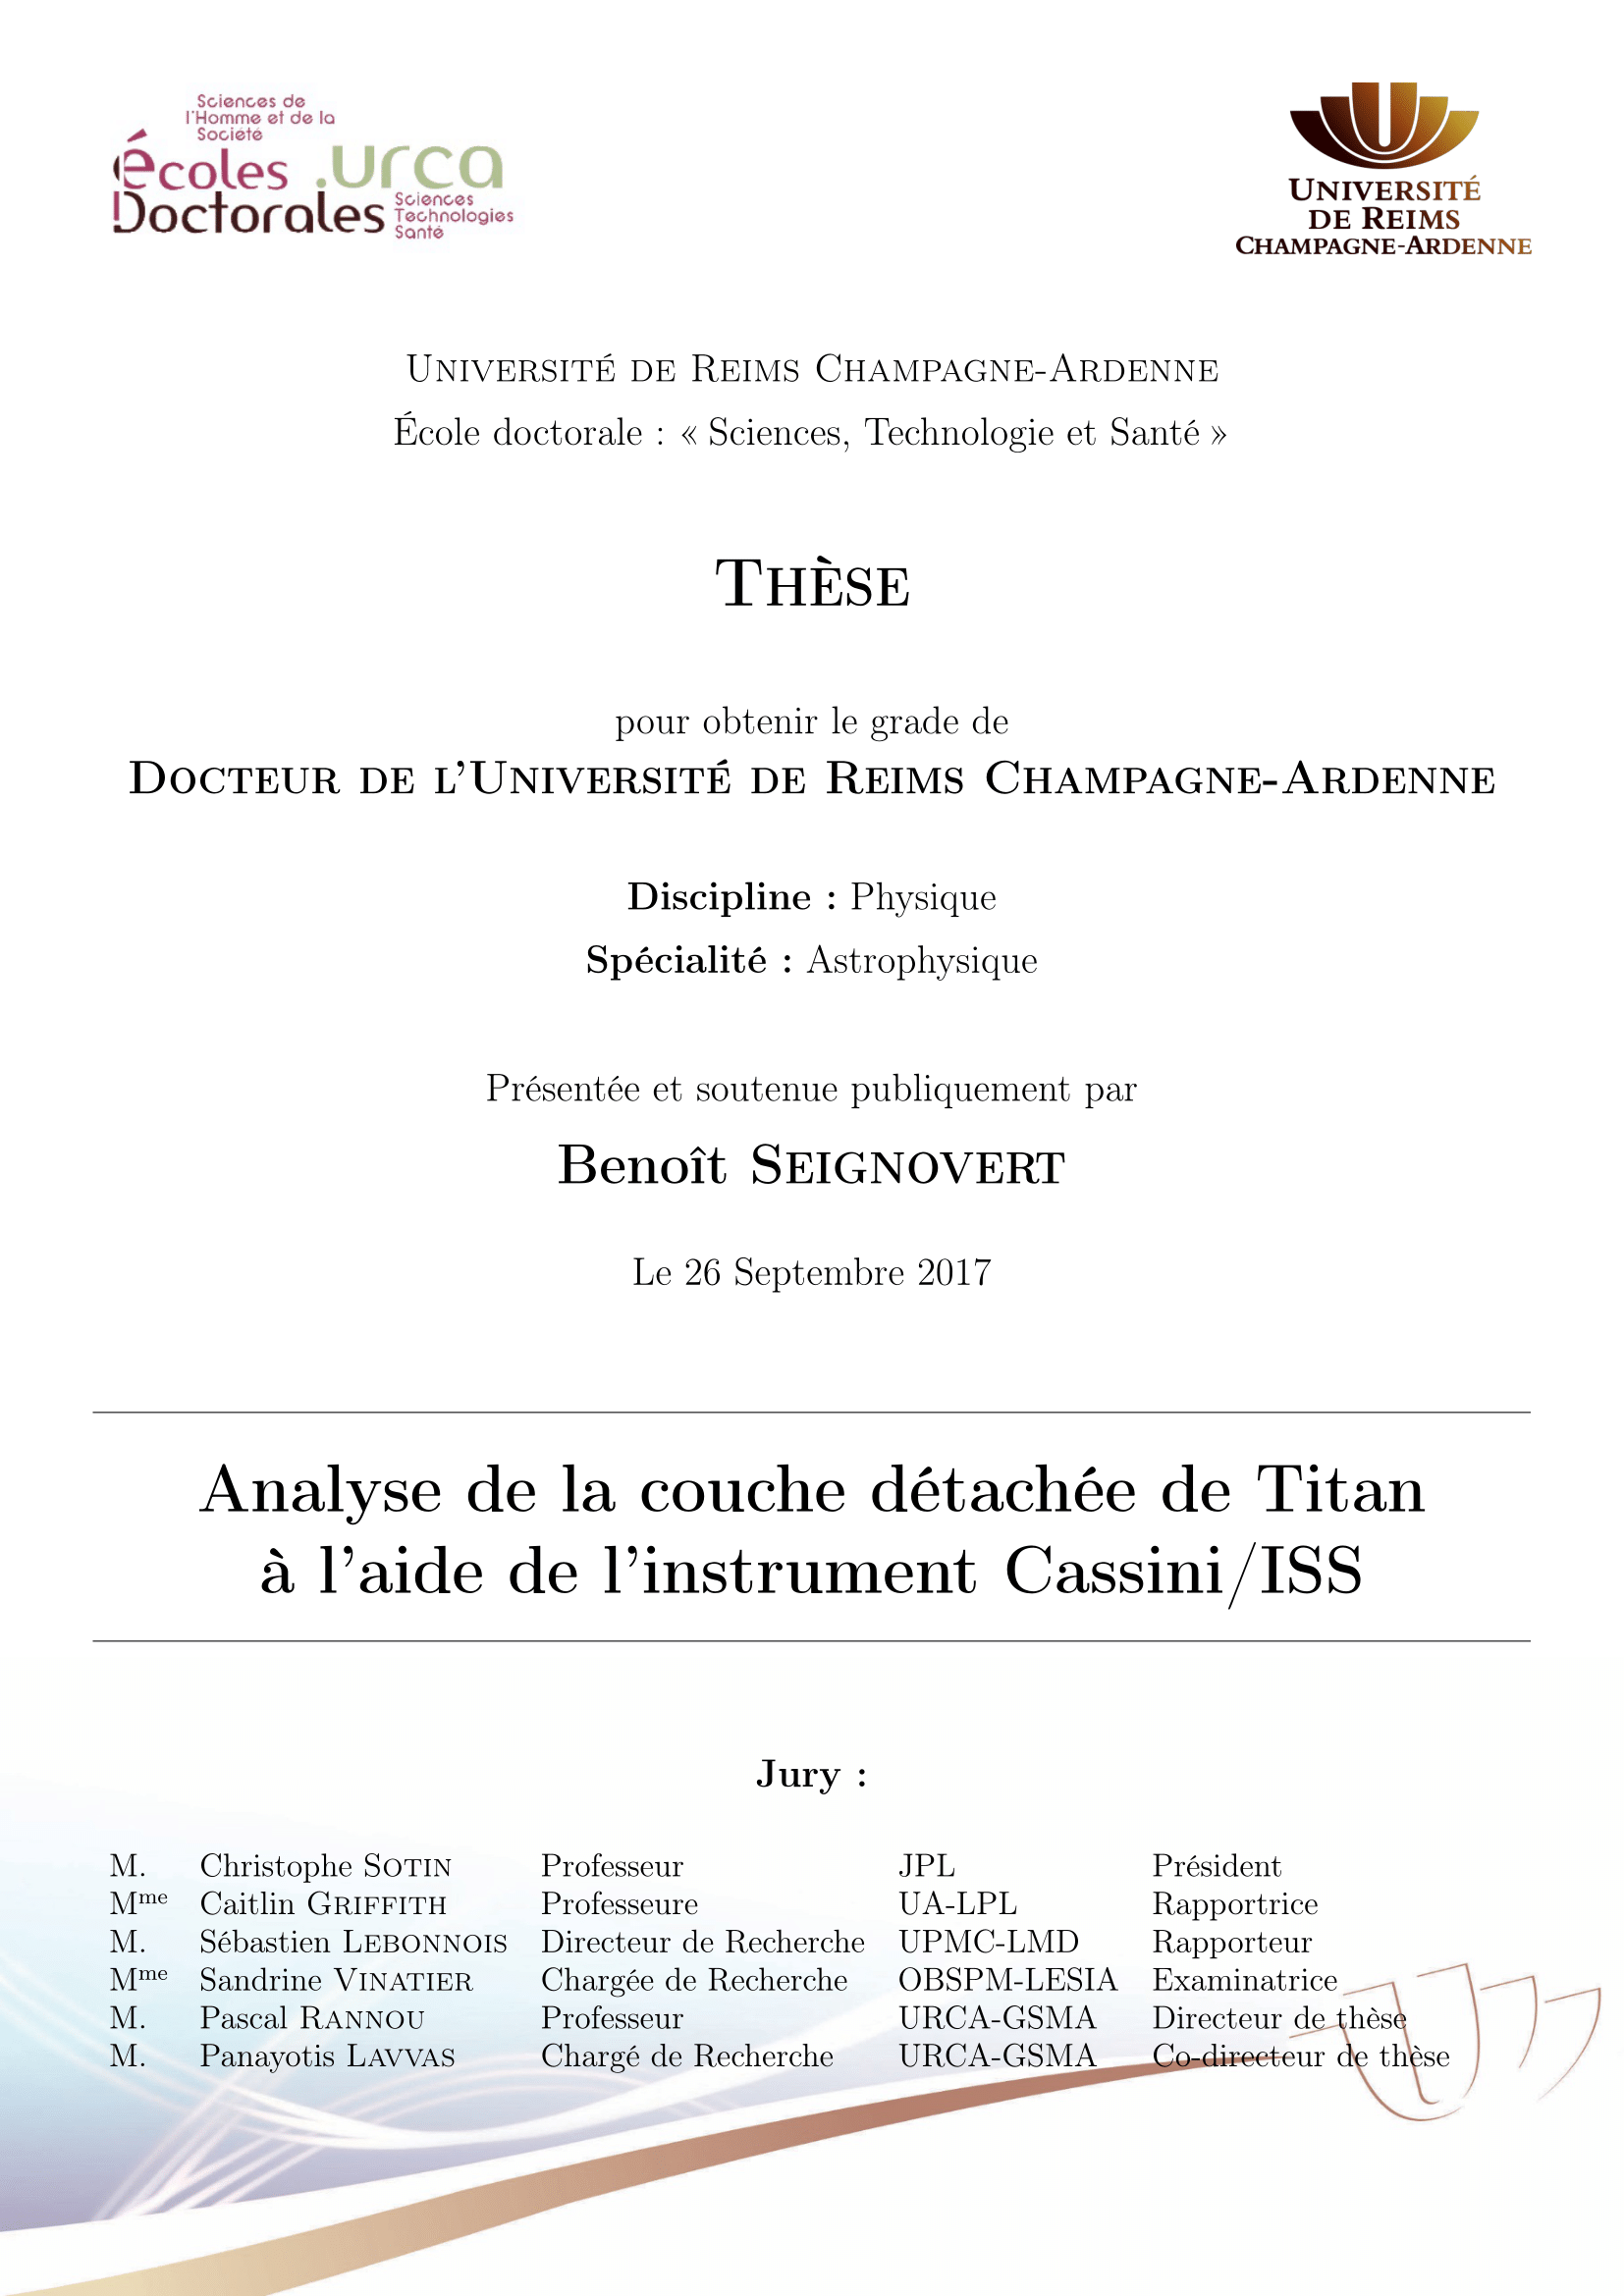 Sciences de
l'Homme et de la
Société
écoles .urca
Doctorales
Sciences
Technologies
Santé
U
UNIVERSITÉ
DE REIMS
CHAMPAGNE-ARDENNE
UNIVERSITÉ DE REIMS CHAMPAGNE-ARDENNE
École doctorale : « Sciences, Technologie et Santé »
THÈSE
pour obtenir le grade de
DOCTEUR DE L'UNIVERSITÉ DE REIMS CHAMPAGNE-ARDENNE
Discipline : Physique
Spécialité : Astrophysique
Présentée et soutenue publiquement par
Benoît SEIGNOVERT
Le 26 Septembre 2017
Analyse de la couche détachée de Titan
à l'aide de l'instrument Cassini/ISS
Jury :
M. Christophe SOTIN Professeur JPL Président
Mme Caitlin GRIFFITH Professeure UA-LPL Rapportrice
M. Sébastien LEBONNOIS Directeur de Recherche UPMC-LMD Rapporteur
Mme Sandrine VINATIER Chargée de Recherche OBSPM-LESIA Examinatrice
M. Pascal RANNOU Professeur URCA-GSMA Directeur de thèse
M. Panayotis LAVVAS Chargé de Recherche URCA-GSMA Co-directeur de thèse